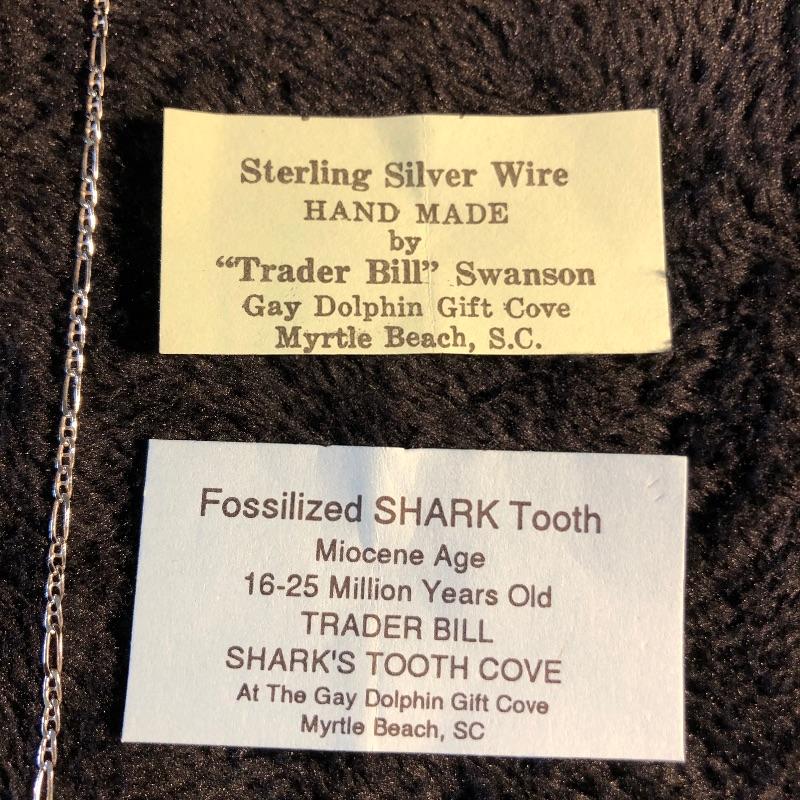 Sterling Silver Wire
HAND MADE
by
“Trader Bill” Swanson
Gay Dolphin Gift Cove
Myrtle Beach, S.C.
Fossilized SHARK Tooth
Miocene Age
16-25 Million Years Old
TRADER BILL
SHARK'S TOOTH COVE
At The Gay Dolphin Gift Cove
Myrtle Beach, SC